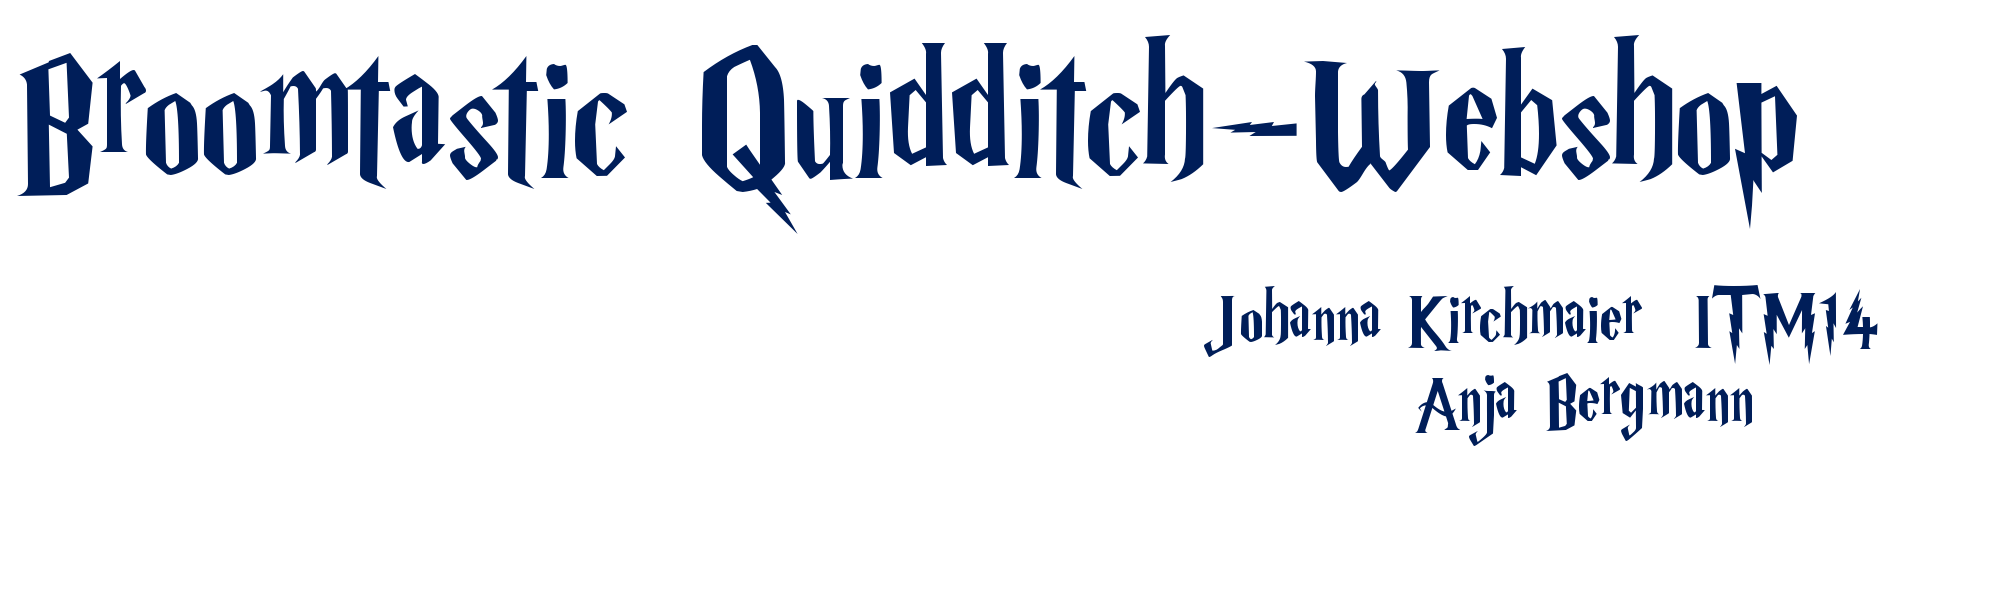 Broomtastic Quidditch-Webshop
Johanna Kirchmaier ITM14
Anja Bergmann